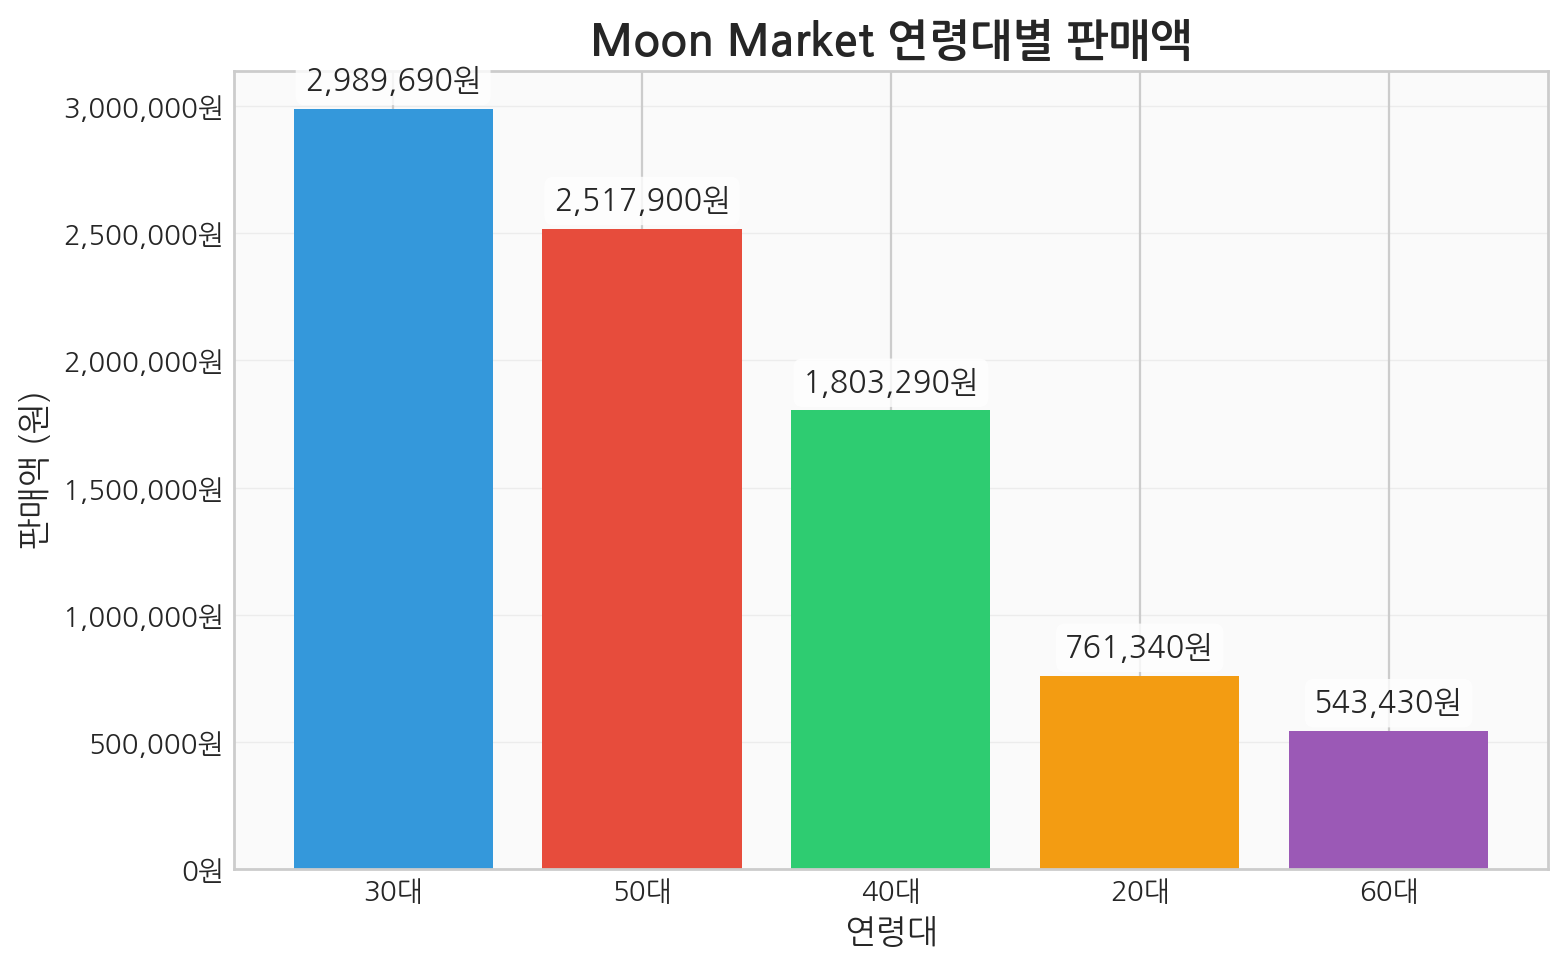 Moon Market 연령대별 판매액
판매액 (원)
3,000,000원
2,500,000원
2,000,000원
1,500,000원
1,000,000원
500,000원
0원
2,989,690원
2,517,900원
1,803,290원
761,340원
543,430원
30대
50대
40대
20대
60대
연령대